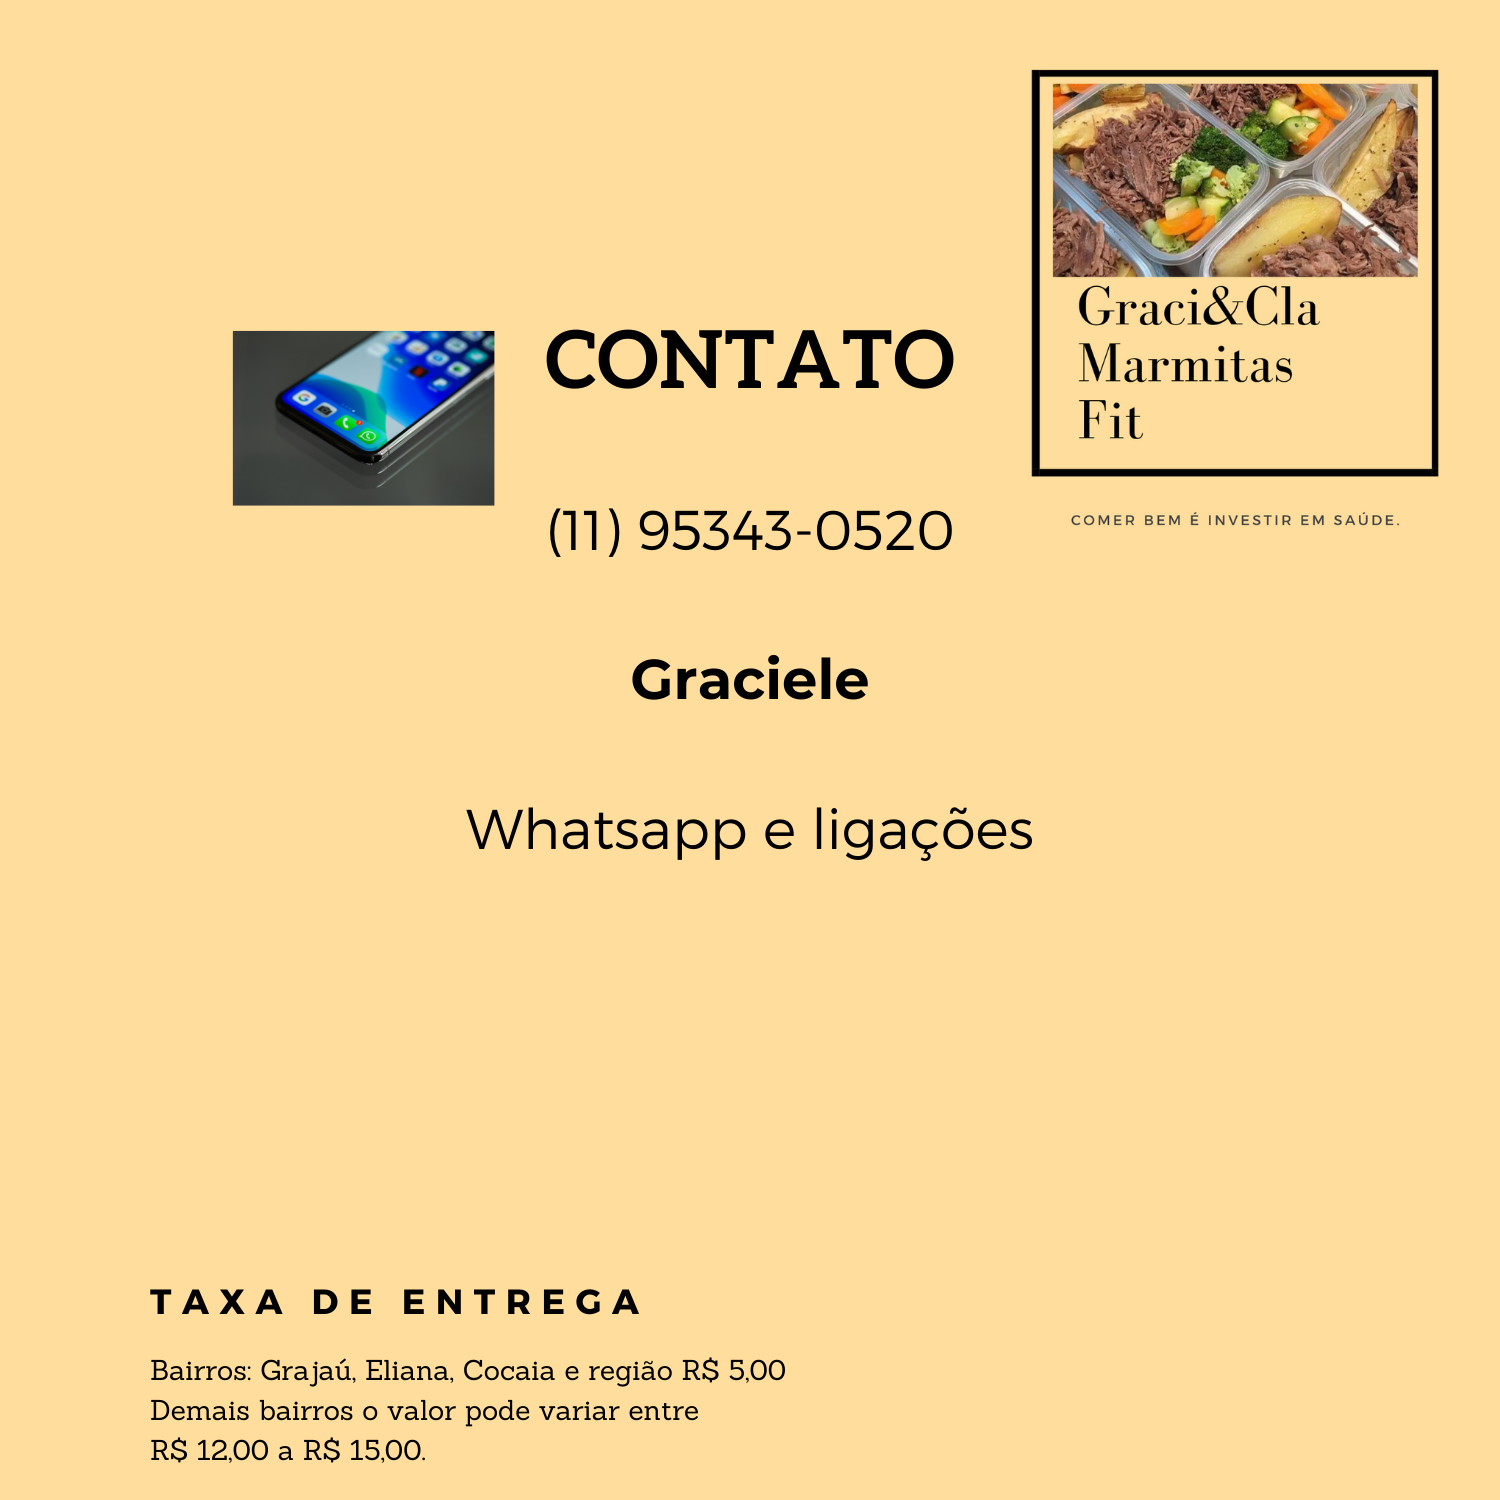 CONTATO
(11) 95343-0520
Graciele
Whatsapp e ligações
Graci&Cla
Marmitas
Fit
COMER BEM É INVESTIR EM SAÚDE.
TAXA DE ENTREGA
Bairros: Grajaú, Eliana, Cocaia e região R$ 5,00
Demais bairros o valor pode variar entre
R$ 12,00 a R$ 15,00.